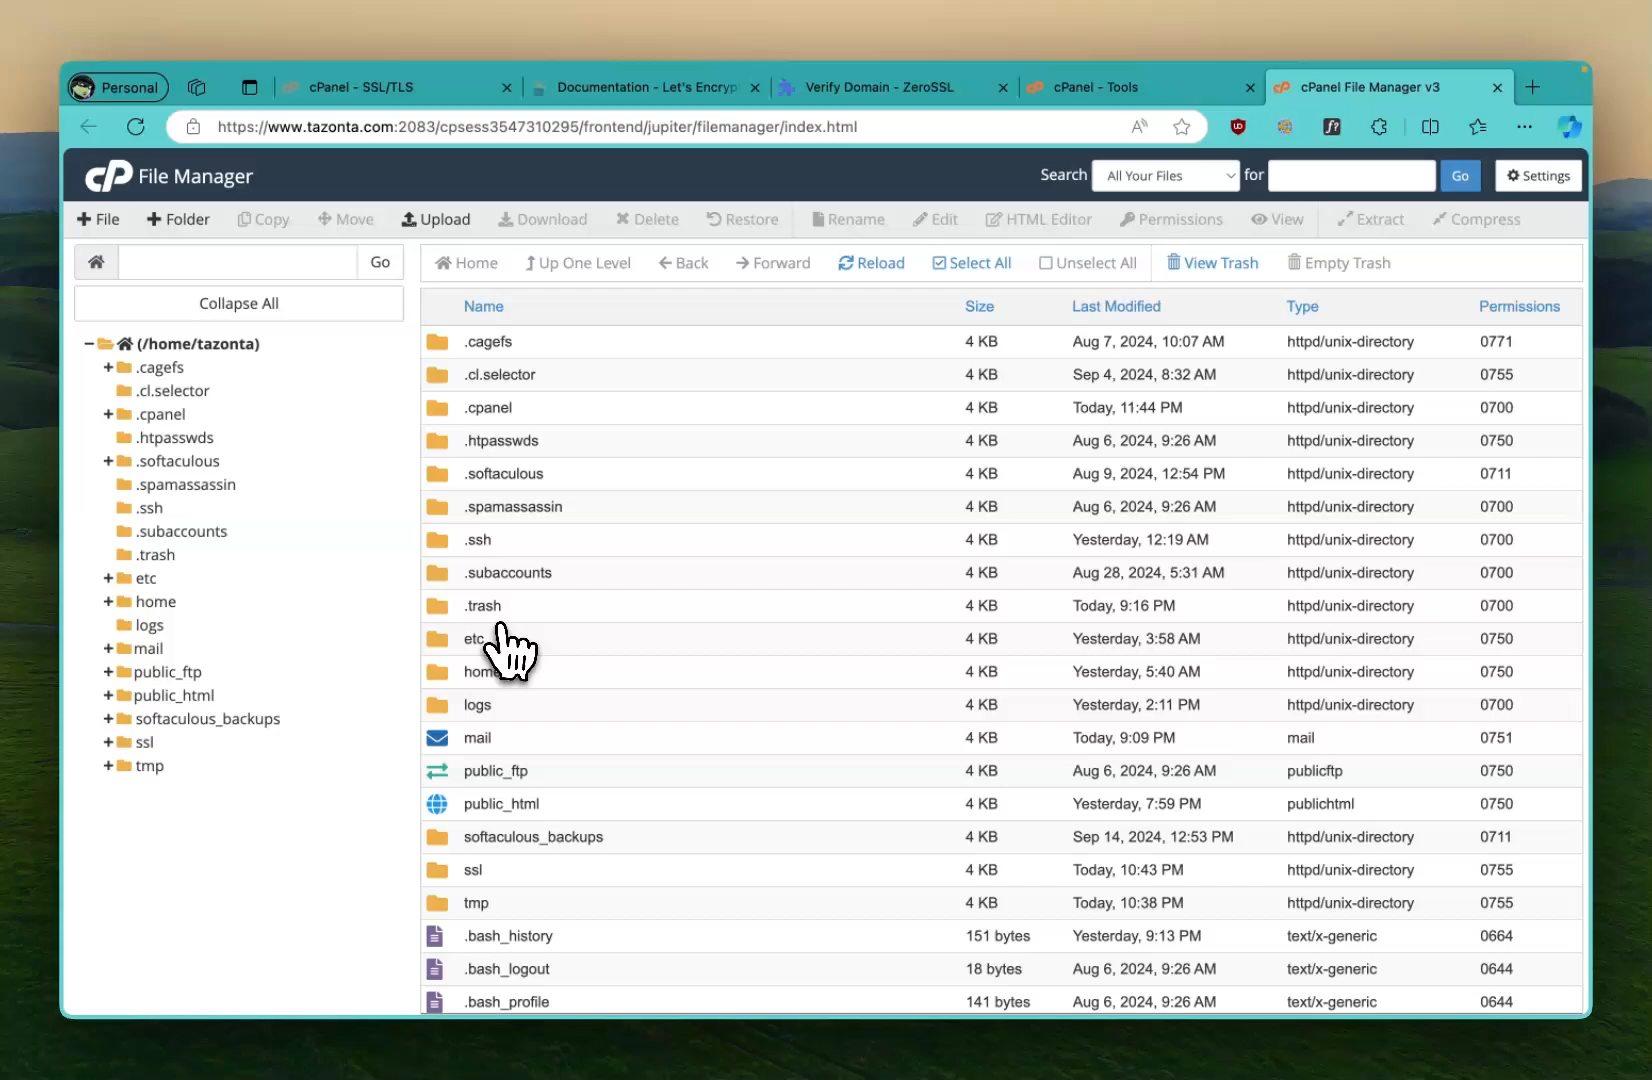 Personal
cPanel - SSL/TLS
Documentation - Let's Encryp
Verify Domain - ZeroSSL
cPanel - Tools
cPanel File Manager v3
https://www.tazonta.com:2083/cpsess3547310295/frontend/jupiter/filemanager/index.html
cP File Manager
Search All Your Files for Go Settings
File Folder Copy Move Upload Download Delete Restore Rename Edit HTML Editor Permissions View Extract Compress
Go
Home Up One Level Back Forward Reload Select All Unselect All View Trash Empty Trash
Collapse All
(/home/tazonta)
.cagefs
.cl.selector
.cpanel
.htpasswds
.softaculous
.spamassassin
.ssh
.subaccounts
.trash
etc
home
logs
mail
public_ftp
public_html
softaculous_backups
ssl
tmp
Name Size Last Modified Type Permissions
.cagefs 4 KB Aug 7, 2024, 10:07 AM httpd/unix-directory 0771
.cl.selector 4 KB Sep 4, 2024, 8:32 AM httpd/unix-directory 0755
.cpanel 4 KB Today, 11:44 PM httpd/unix-directory 0700
.htpasswds 4 KB Aug 6, 2024, 9:26 AM httpd/unix-directory 0750
.softaculous 4 KB Aug 9, 2024, 12:54 PM httpd/unix-directory 0711
.spamassassin 4 KB Aug 6, 2024, 9:26 AM httpd/unix-directory 0700
.ssh 4 KB Yesterday, 12:19 AM httpd/unix-directory 0700
.subaccounts 4 KB Aug 28, 2024, 5:31 AM httpd/unix-directory 0700
.trash 4 KB Today, 9:16 PM httpd/unix-directory 0700
etc 4 KB Yesterday, 3:58 AM httpd/unix-directory 0750
home 4 KB Yesterday, 5:40 AM httpd/unix-directory 0750
logs 4 KB Yesterday, 2:11 PM httpd/unix-directory 0700
mail 4 KB Today, 9:09 PM mail 0751
public_ftp 4 KB Aug 6, 2024, 9:26 AM publicftp 0750
public_html 4 KB Yesterday, 7:59 PM publichtml 0750
softaculous_backups 4 KB Sep 14, 2024, 12:53 PM httpd/unix-directory 0711
ssl 4 KB Today, 10:43 PM httpd/unix-directory 0755
tmp 4 KB Today, 10:38 PM httpd/unix-directory 0755
.bash_history 151 bytes Yesterday, 9:13 PM text/x-generic 0664
.bash_logout 18 bytes Aug 6, 2024, 9:26 AM text/x-generic 0644
.bash_profile 141 bytes Aug 6, 2024, 9:26 AM text/x-generic 0644